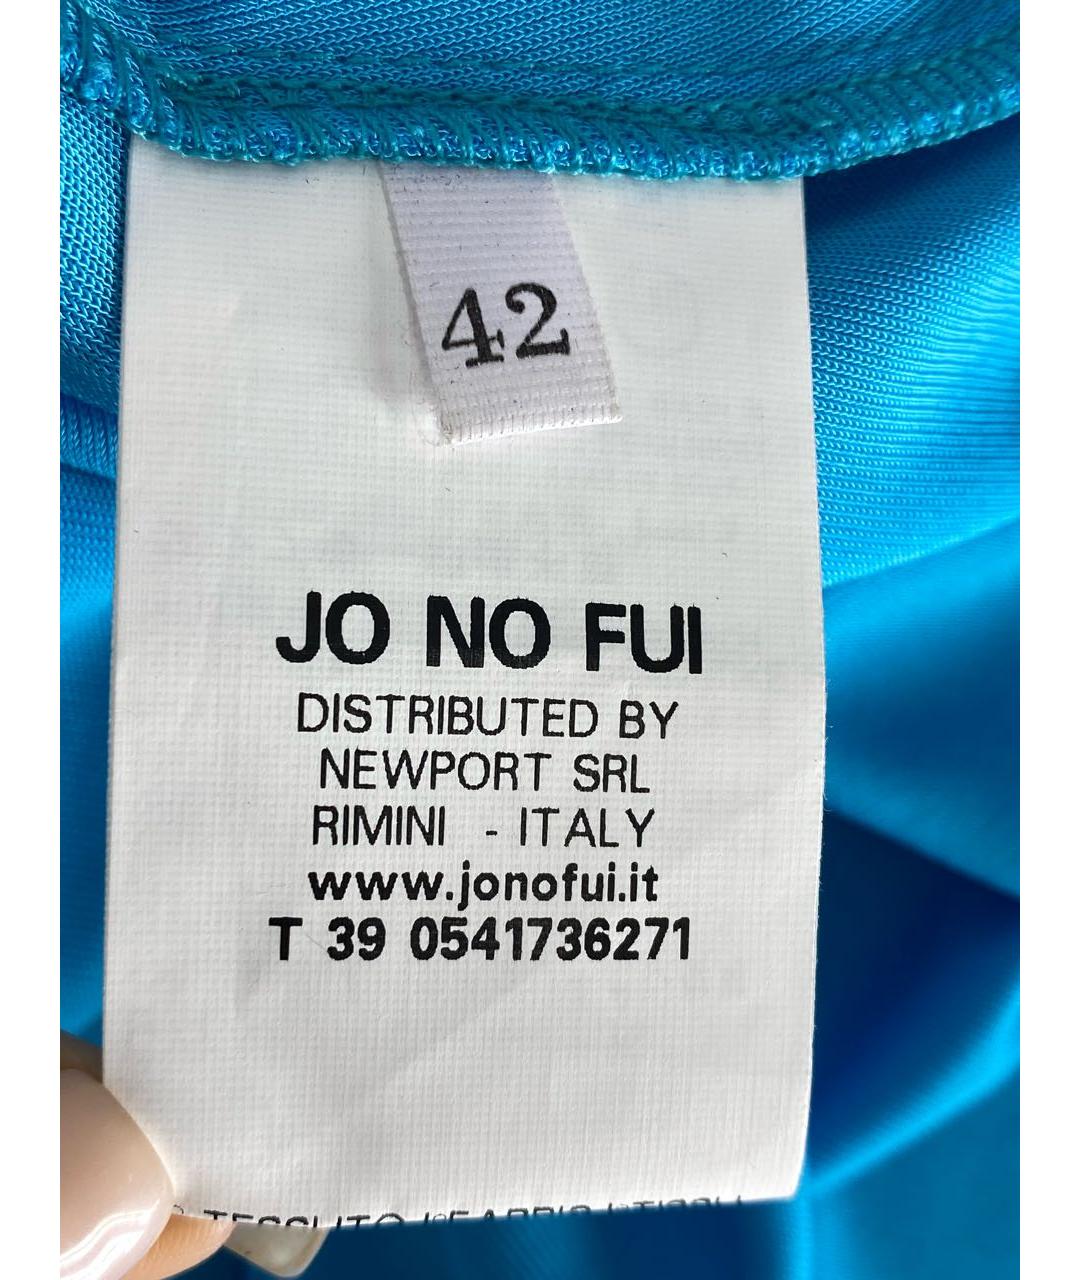 42
JO NO FUI
DISTRIBUTED BY
NEWPORT SRL
RIMINI - ITALY
www.jonofui.it
T 39 0541736271